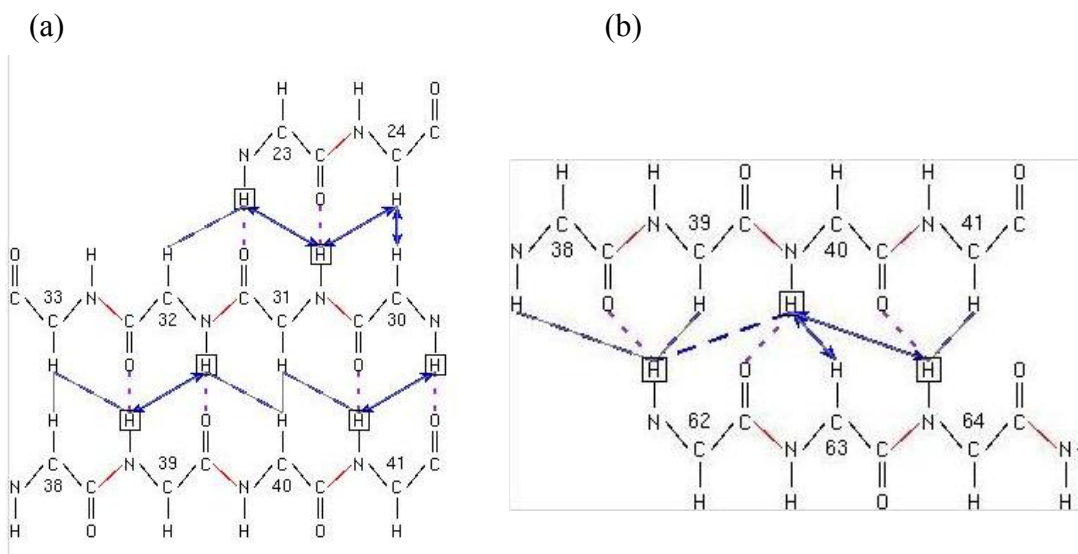 (a)
H H O
C N 24 C
N 23 C C
H O H
O H H O H H
C 33 N C C 31 N C
C C 32 N C C 30 N
H O H H O H
H H O H H O
C N 39 C C N 41 C
N 38 C C N 40 C C
H O H H O H
(b)
H H O H H O
C N 39 C C N 41 C
N 38 C C N 40 C C
H O H H O H
H O H H O
N 62 C C N 64 C
C N 63 C C N
H H O H H